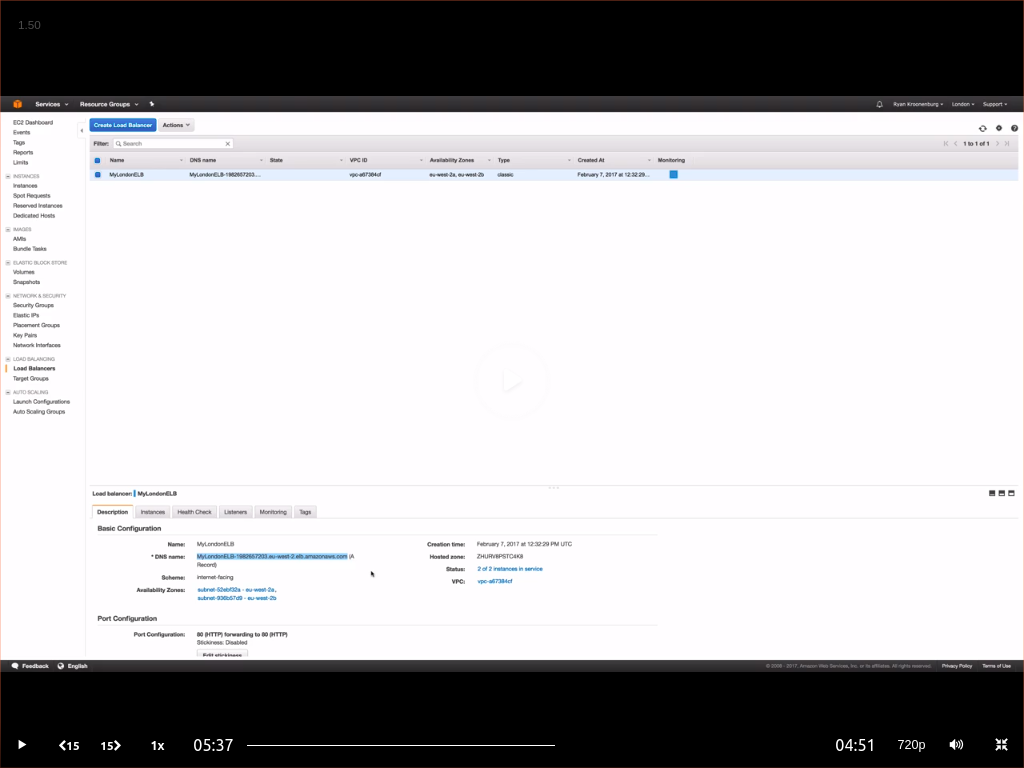 1.50
Services Resource Groups Ryan Kroonenburg London Support
EC2 Dashboard
Events
Tags
Reports
Limits
INSTANCES
Instances
Spot Requests
Reserved Instances
Dedicated Hosts
IMAGES
AMIs
Bundle Tasks
ELASTIC BLOCK STORE
Volumes
Snapshots
NETWORK & SECURITY
Security Groups
Elastic IPs
Placement Groups
Key Pairs
Network Interfaces
LOAD BALANCING
Load Balancers
Target Groups
AUTO SCALING
Launch Configurations
Auto Scaling Groups
Create Load Balancer Actions
Filter: Search 1 to 1 of 1
Name DNS name State VPC ID Availability Zones Type Created At Monitoring
MyLondonELB MyLondonELB-1982657203.... vpc-a67384cf eu-west-2a, eu-west-2b classic February 7, 2017 at 12:32:29...
Load balancer: MyLondonELB
Description Instances Health Check Listeners Monitoring Tags
Basic Configuration
Name: MyLondonELB
* DNS name: MyLondonELB-1982657203.eu-west-2.elb.amazonaws.com (A
Record)
Scheme: internet-facing
Availability Zones: subnet-52ebf32a - eu-west-2a,
subnet-936b57d9 - eu-west-2b
Creation time: February 7, 2017 at 12:32:29 PM UTC
Hosted zone: ZHURV8PSTC4K8
Status: 2 of 2 instances in service
VPC: vpc-a67384cf
Port Configuration
Port Configuration: 80 (HTTP) forwarding to 80 (HTTP)
Stickiness: Disabled
Edit stickiness
Feedback English © 2008 - 2017, Amazon Web Services, Inc. or its affiliates. All rights reserved. Privacy Policy Terms of Use
15 15 1x 05:37 04:51 720p